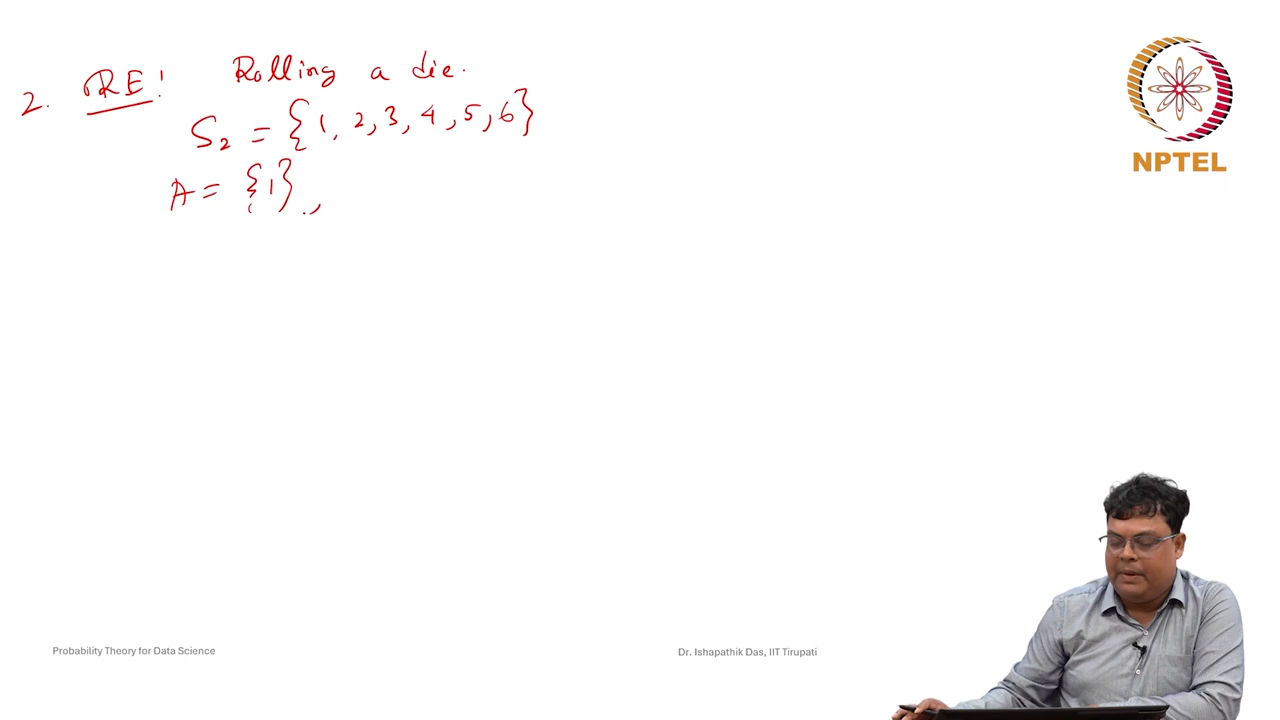 2. RE! Rolling a die.
S₂ = {1, 2, 3, 4, 5, 6}
A = {1},
NPTEL
Probability Theory for Data Science
Dr. Ishapathik Das, IIT Tirupati